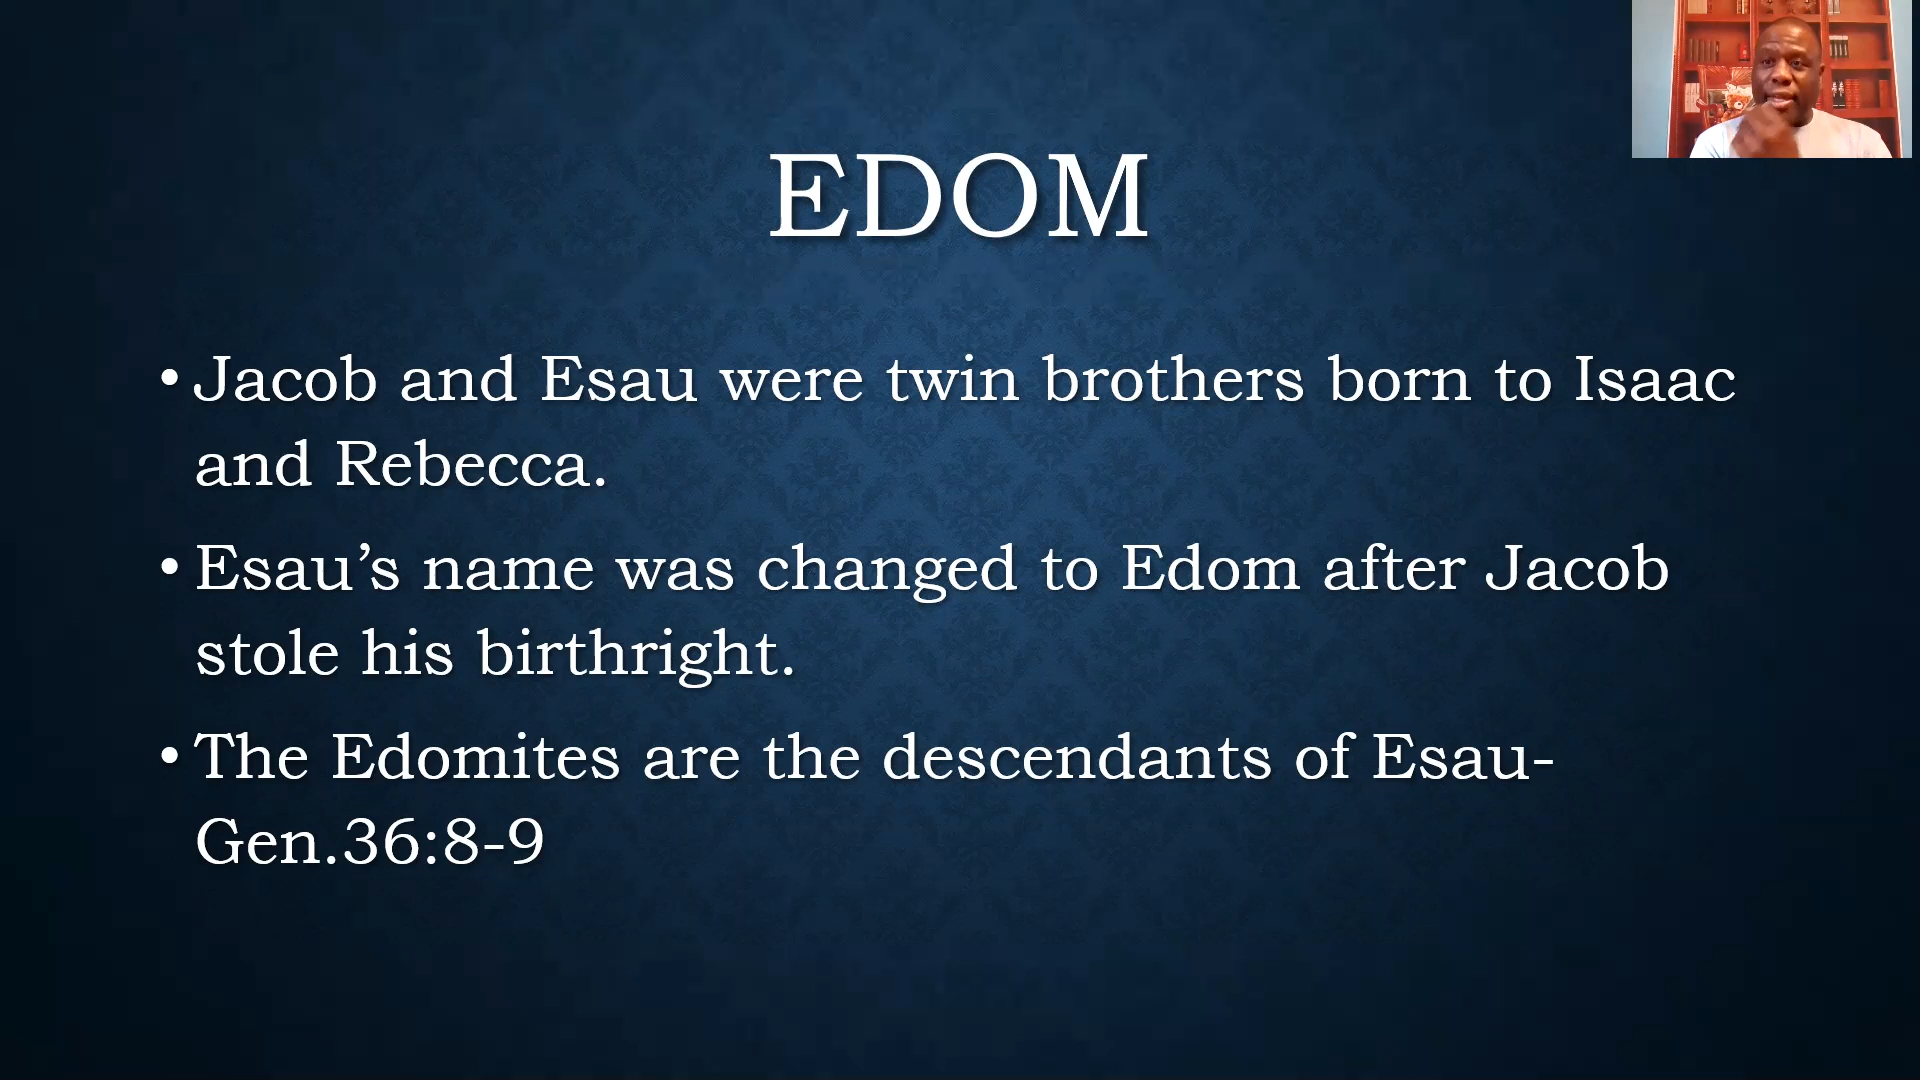 EDOM
• Jacob and Esau were twin brothers born to Isaac
and Rebecca.
• Esau’s name was changed to Edom after Jacob
stole his birthright.
• The Edomites are the descendants of Esau-
Gen.36:8-9